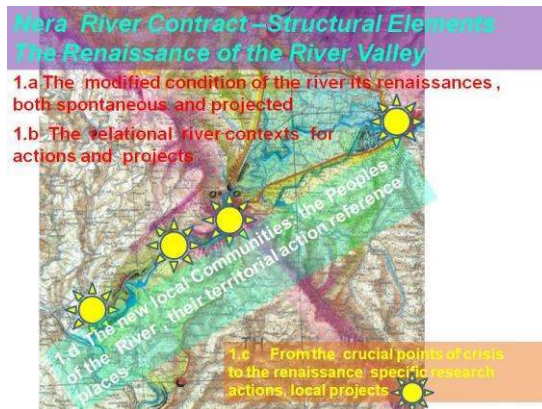 Nera River Contract –Structural Elements
The Renaissance of the River Valley
1.a The modified condition of the river its renaissances ,
both spontaneous and projected
1.b The relational river contexts for
actions and projects
1.d The new local Communities; the Peoples
of the River , their territorial action reference
places
1.c From the crucial points of crisis
to the renaissance specific research
actions, local projects